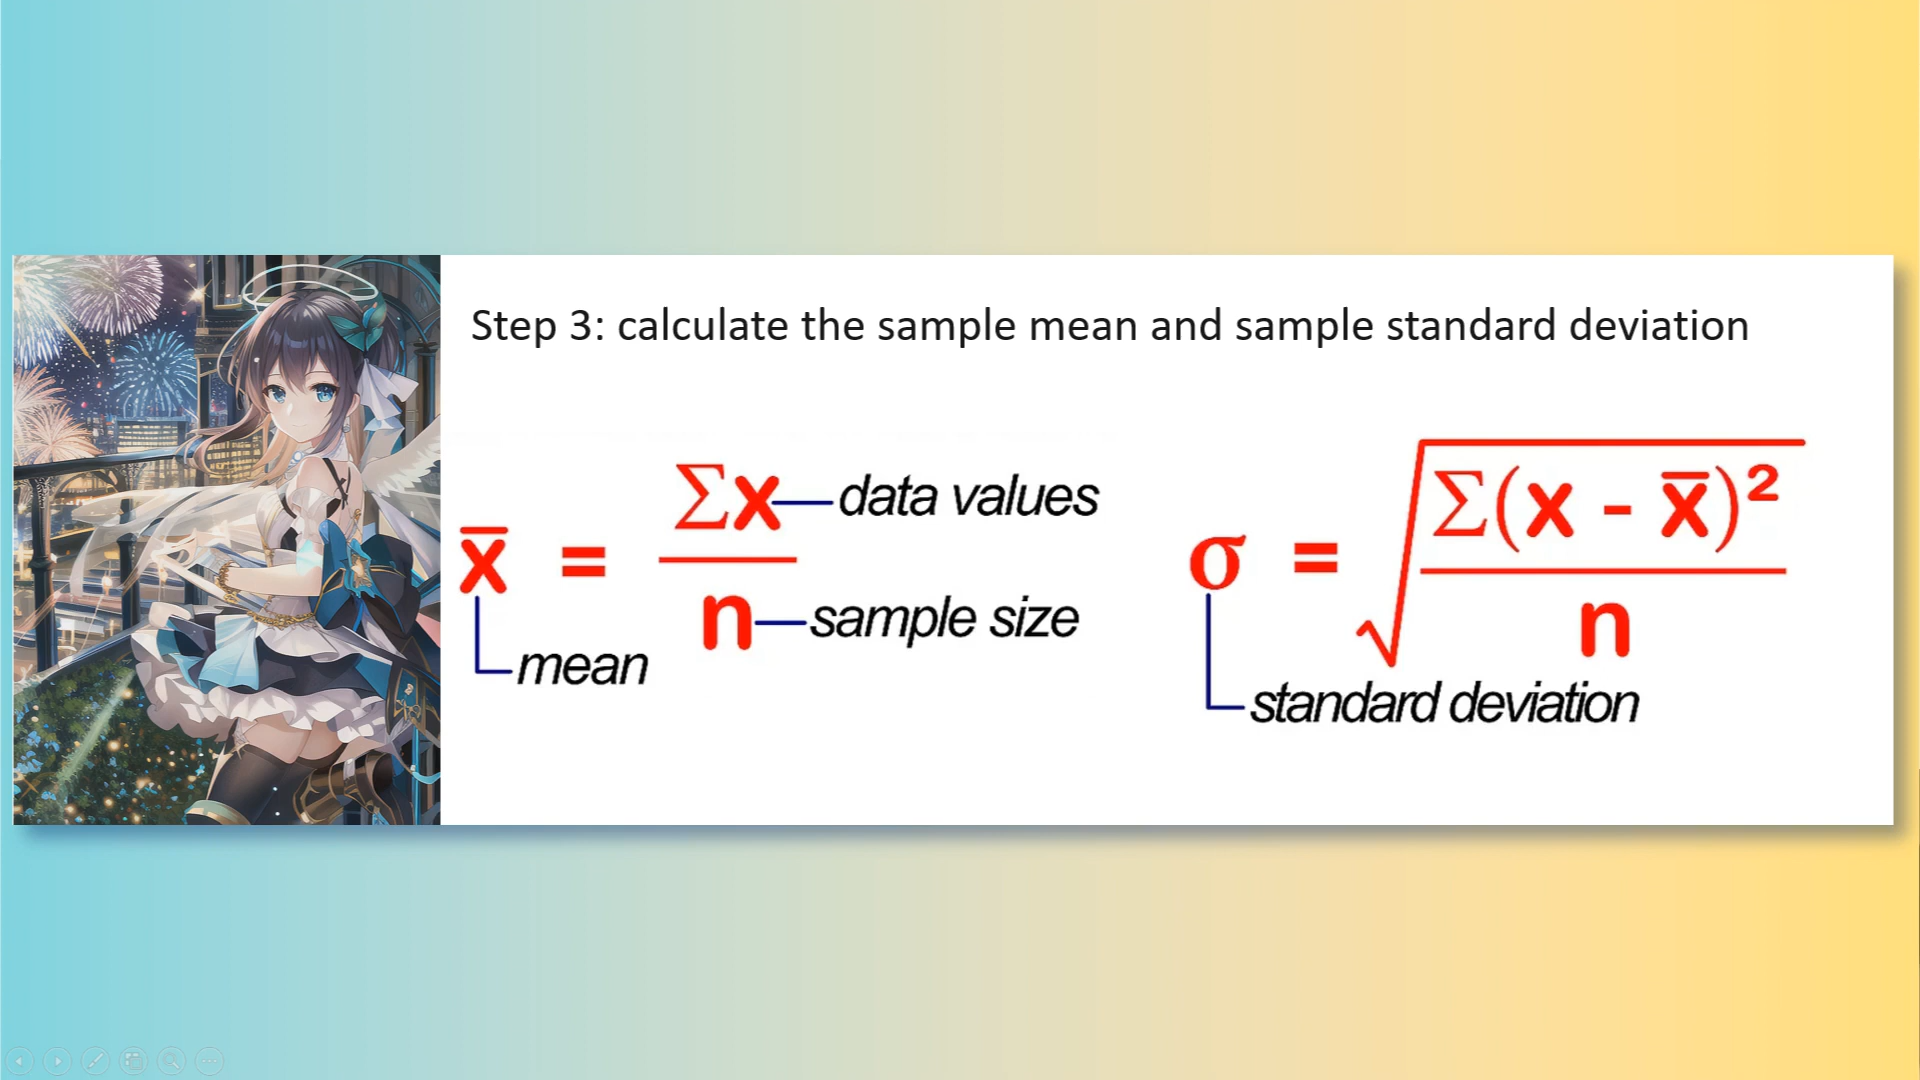 Step 3: calculate the sample mean and sample standard deviation
x̄ = Σx / n
data values
sample size
mean
σ = √(Σ(x - x̄)² / n)
standard deviation